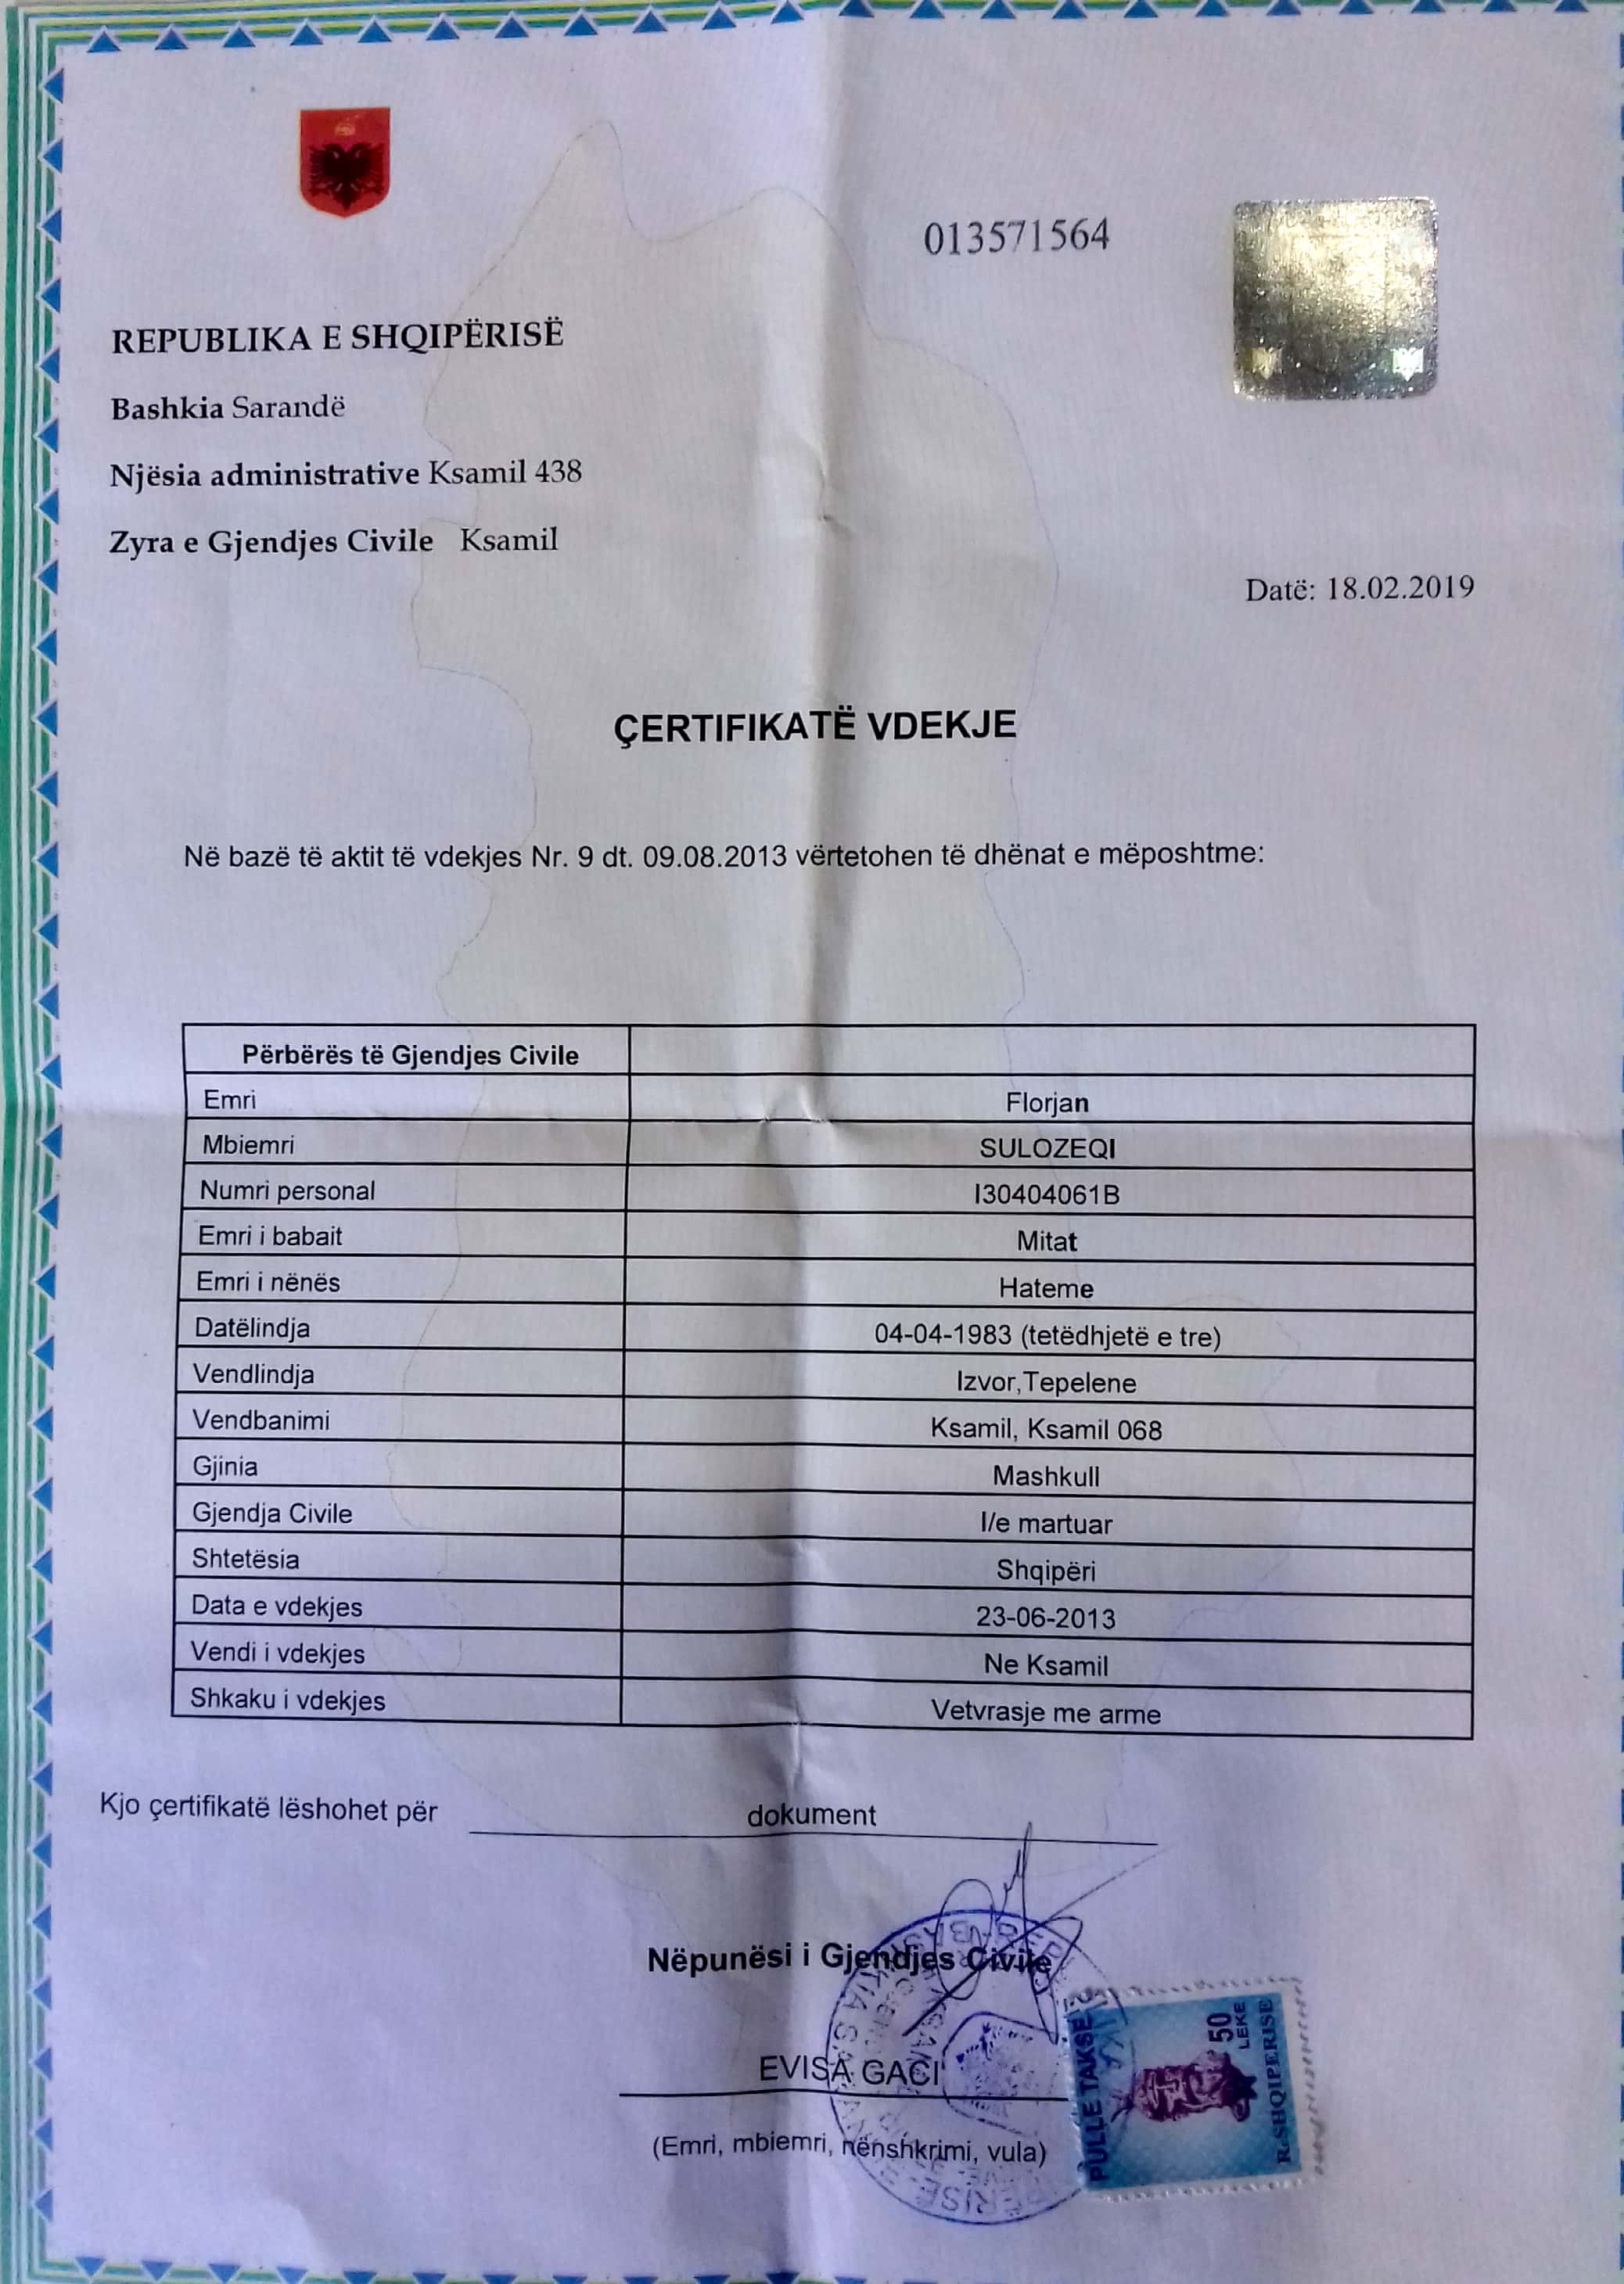 013571564
REPUBLIKA E SHQIPËRISË
Bashkia Sarandë
Njësia administrative Ksamil 438
Zyra e Gjendjes Civile Ksamil
Datë: 18.02.2019
ÇERTIFIKATË VDEKJE
Në bazë të aktit të vdekjes Nr. 9 dt. 09.08.2013 vërtetohen të dhënat e mëposhtme:
Përbërës të Gjendjes Civile
Emri Florjan
Mbiemri SULOZEQI
Numri personal I30404061B
Emri i babait Mitat
Emri i nënës Hateme
Datëlindja 04-04-1983 (tetëdhjetë e tre)
Vendlindja Izvor,Tepelene
Vendbanimi Ksamil, Ksamil 068
Gjinia Mashkull
Gjendja Civile I/e martuar
Shtetësia Shqipëri
Data e vdekjes 23-06-2013
Vendi i vdekjes Ne Ksamil
Shkaku i vdekjes Vetvrasje me arme
Kjo çertifikatë lëshohet për dokument
Nëpunësi i Gjendjes Civile
EVISA GACI
(Emri, mbiemri, nënshkrimi, vula)
PULLE TAKSE
50
LEKE
R.SHQIPERISE